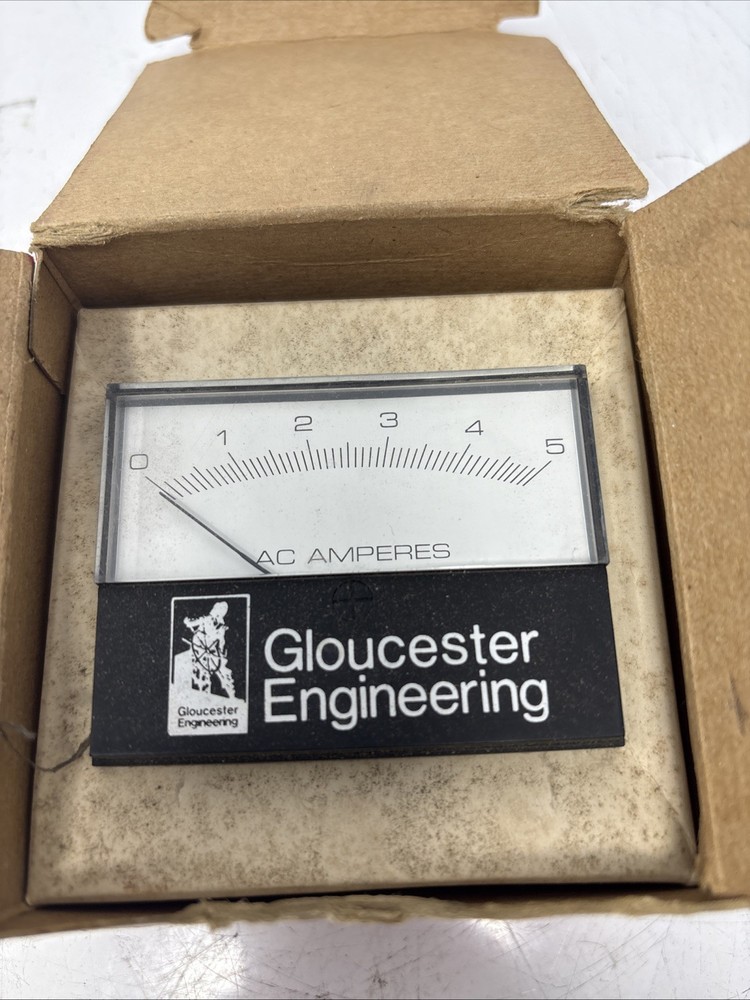 0 1 2 3 4 5
AC AMPERES
Gloucester
Engineering
Gloucester
Engineering